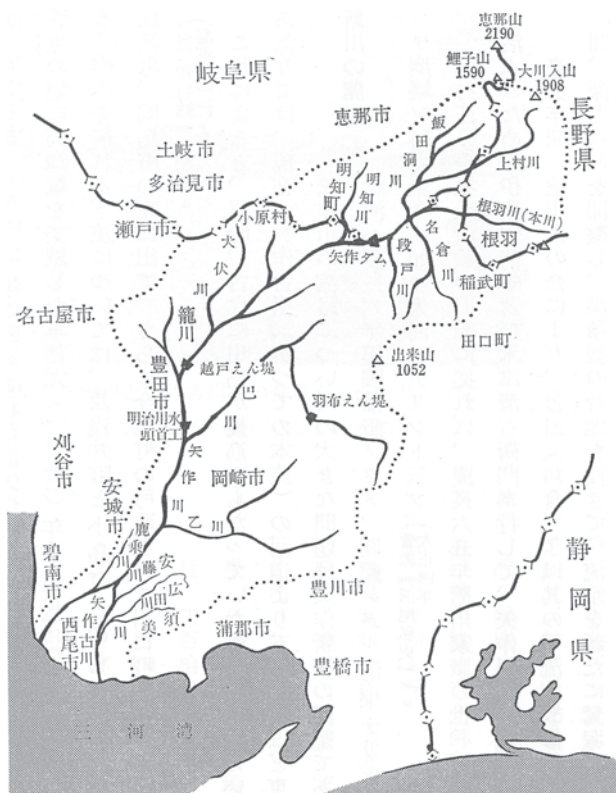 恵那山
2190
鯉子山
1590
大川入山
1908
岐阜県
長野県
恵那市
飯田洞川
上村川
土岐市
多治見市
瀬戸市
小原村
明知町
明知川
犬伏川
矢作ダム
段戸川
名倉川
根羽川(本川)
根羽
稲武町
田口町
名古屋市
籠川
豊田市
越戸えん堤
出来山
1052
羽布えん堤
巴川
明治川水
頭首工
矢作川
岡崎市
乙川
刈谷市
安城市
鹿乗川
碧南市
安藤川
広田川
須美川
矢作古川
西尾市
豊川市
蒲郡市
豊橋市
静岡県
三河湾